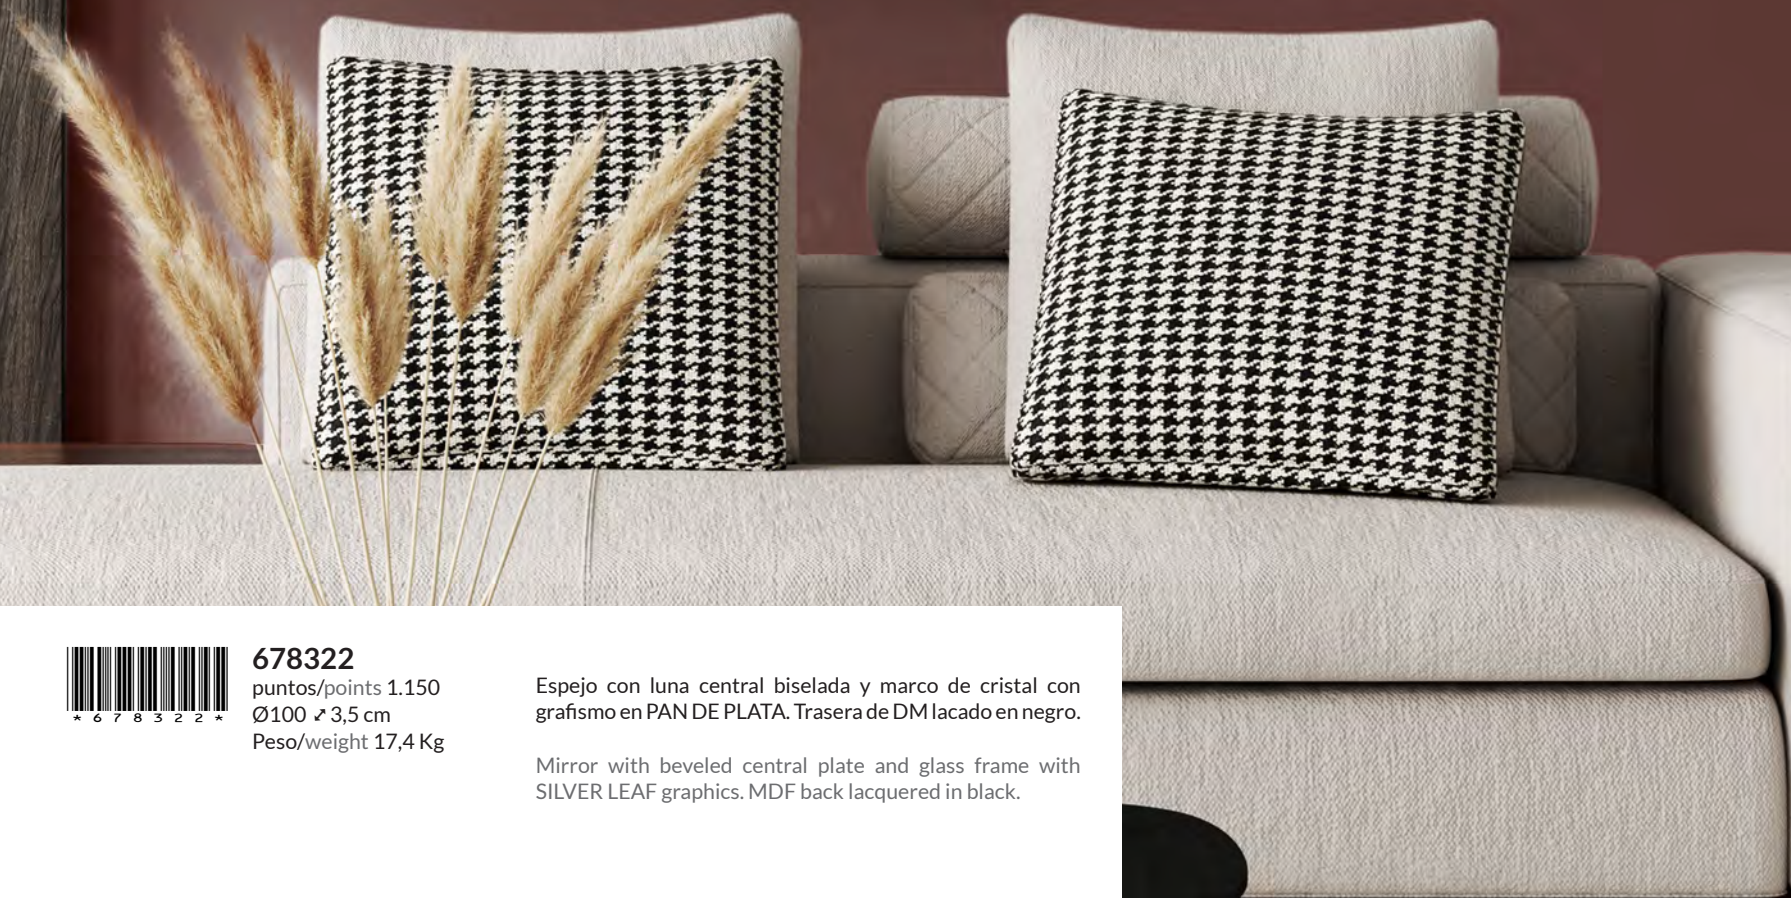 *678322*
678322
puntos/points 1.150
Ø100 ⤢ 3,5 cm
Peso/weight 17,4 Kg
Espejo con luna central biselada y marco de cristal con
grafismo en PAN DE PLATA. Trasera de DM lacado en negro.
Mirror with beveled central plate and glass frame with
SILVER LEAF graphics. MDF back lacquered in black.